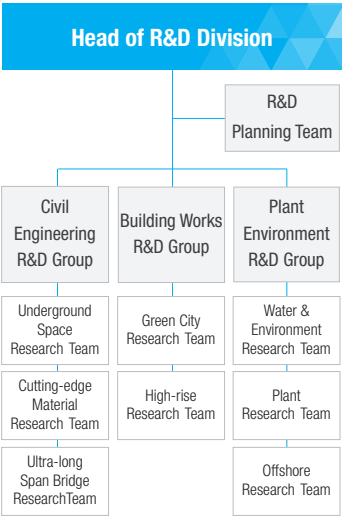 Head of R&D Division
R&D
Planning Team
Civil
Engineering
R&D Group
Building Works
R&D Group
Plant
Environment
R&D Group
Underground
Space
Research Team
Green City
Research Team
Water &
Environment
Research Team
Cutting-edge
Material
Research Team
High-rise
Research Team
Plant
Research Team
Ultra-long
Span Bridge
ResearchTeam
Offshore
Research Team